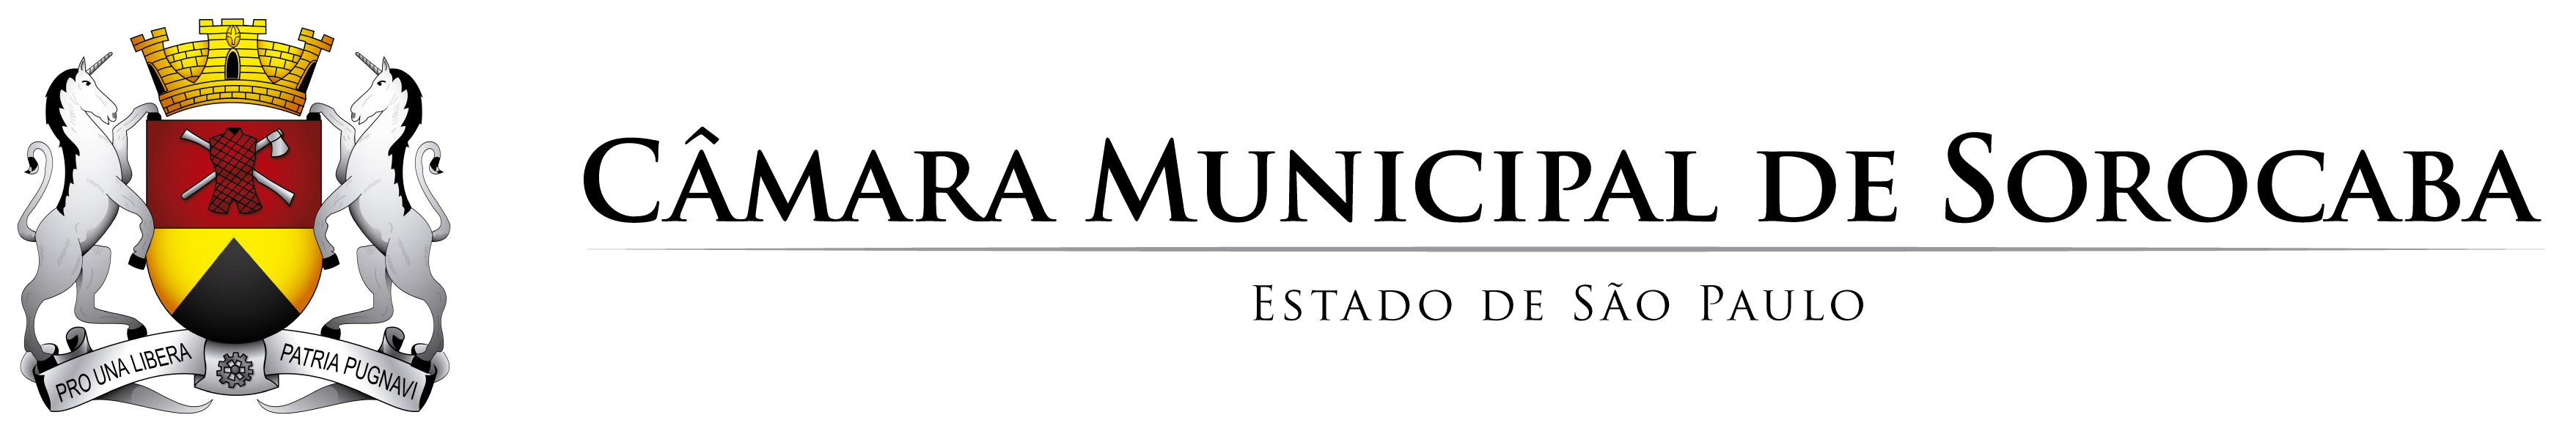 CÂMARA MUNICIPAL DE SOROCABA
ESTADO DE SÃO PAULO
PRO UNA LIBERA PATRIA PUGNAVI